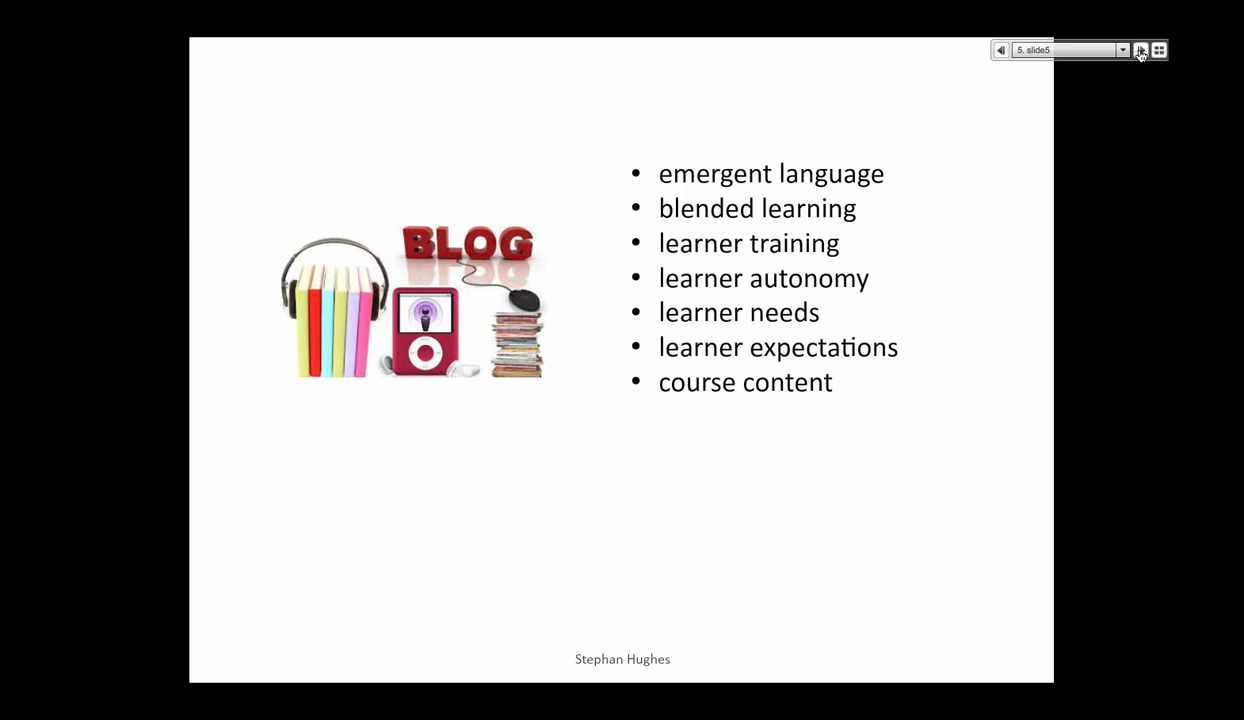 5. slide5
BLOG
• emergent language
• blended learning
• learner training
• learner autonomy
• learner needs
• learner expectations
• course content
Stephan Hughes